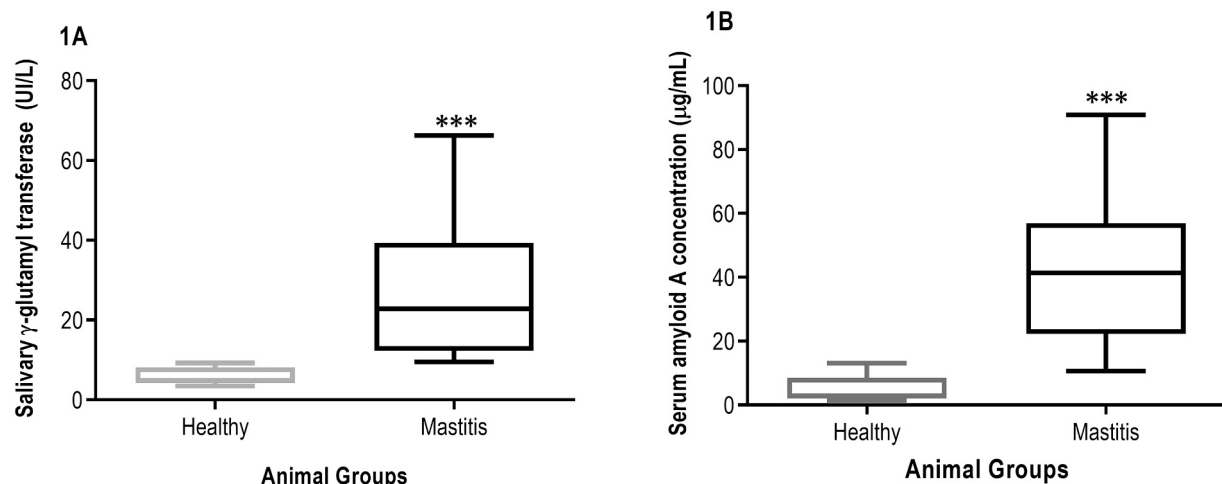 1A
Salivary γ-glutamyl transferase (UI/L)
80
60
40
20
0
***
Healthy
Mastitis
Animal Groups
1B
Serum amyloid A concentration (µg/mL)
100
80
60
40
20
0
***
Healthy
Mastitis
Animal Groups